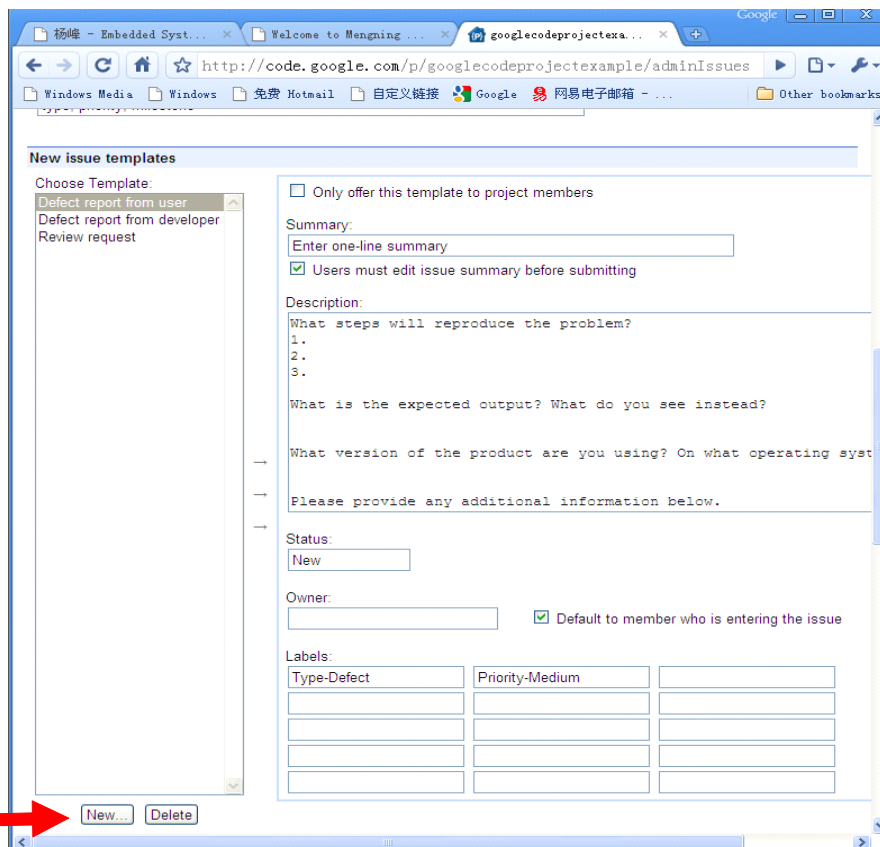 Google
杨峰 - Embedded Syst...
Welcome to Mengning ...
googlecodeprojectexa...
http://code.google.com/p/googlecodeprojectexample/adminIssues
Windows Media
Windows
免费 Hotmail
自定义链接
Google
网易电子邮箱 - ...
Other bookmarks
New issue templates
Choose Template:
Defect report from user
Defect report from developer
Review request
Only offer this template to project members
Summary:
Enter one-line summary
Users must edit issue summary before submitting
Description:
What steps will reproduce the problem?
1.
2.
3.
What is the expected output? What do you see instead?
What version of the product are you using? On what operating syst
Please provide any additional information below.
Status:
New
Owner:
Default to member who is entering the issue
Labels:
Type-Defect
Priority-Medium
New...
Delete